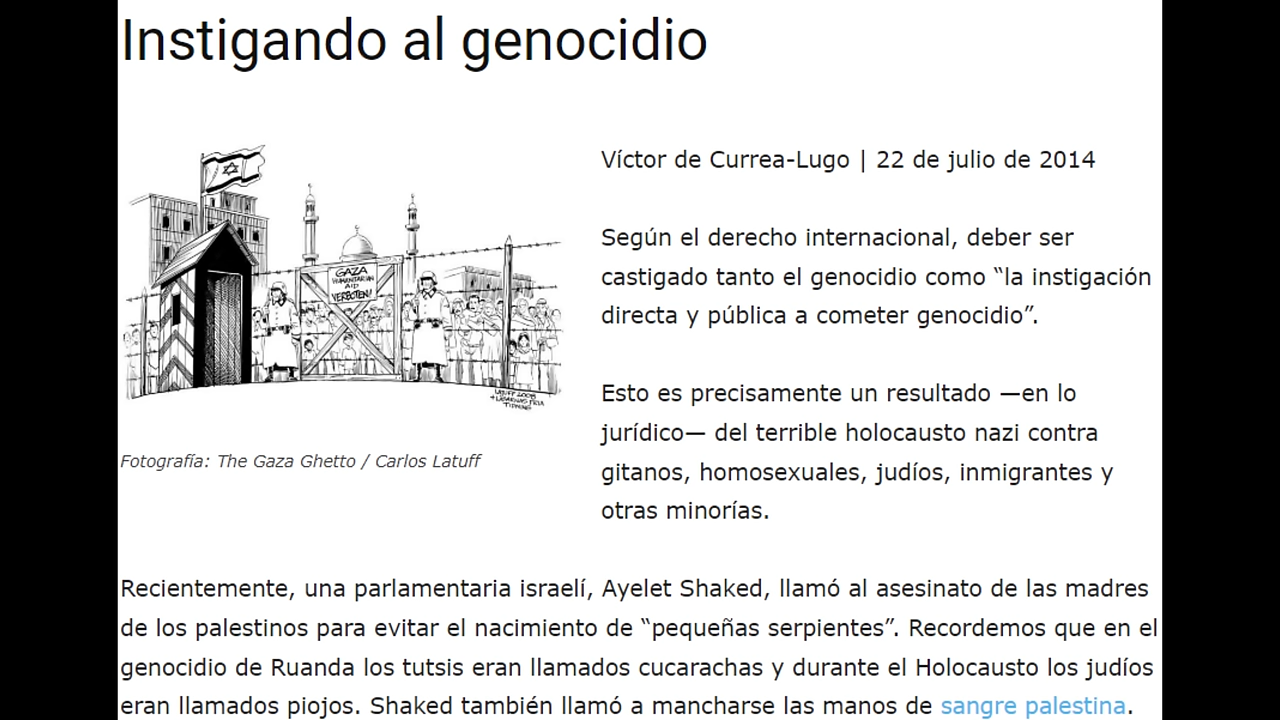 Instigando al genocidio
GAZA
HUMANITARIAN
AID
VERBOTEN!
LATUFF 2008
Fotografía: The Gaza Ghetto / Carlos Latuff
Víctor de Currea-Lugo | 22 de julio de 2014
Según el derecho internacional, deber ser
castigado tanto el genocidio como “la instigación
directa y pública a cometer genocidio”.
Esto es precisamente un resultado —en lo
jurídico— del terrible holocausto nazi contra
gitanos, homosexuales, judíos, inmigrantes y
otras minorías.
Recientemente, una parlamentaria israelí, Ayelet Shaked, llamó al asesinato de las madres
de los palestinos para evitar el nacimiento de “pequeñas serpientes”. Recordemos que en el
genocidio de Ruanda los tutsis eran llamados cucarachas y durante el Holocausto los judíos
eran llamados piojos. Shaked también llamó a mancharse las manos de sangre palestina.